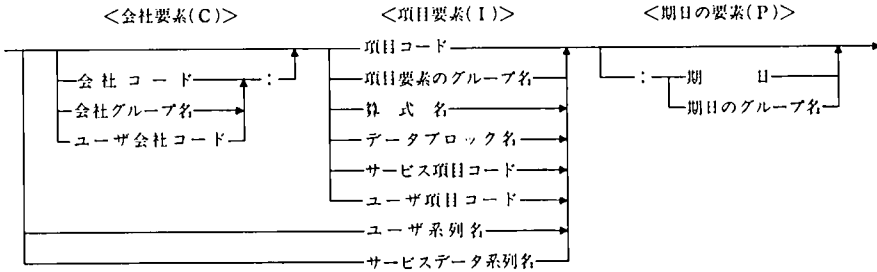 <会社要素(C)> <項目要素(I)> <期日の要素(P)>
項目コード
会社コード : 項目要素のグループ名 : 期日
会社グループ名 算式名 期日のグループ名
ユーザ会社コード データブロック名
サービス項目コード
ユーザ項目コード
ユーザ系列名
サービスデータ系列名